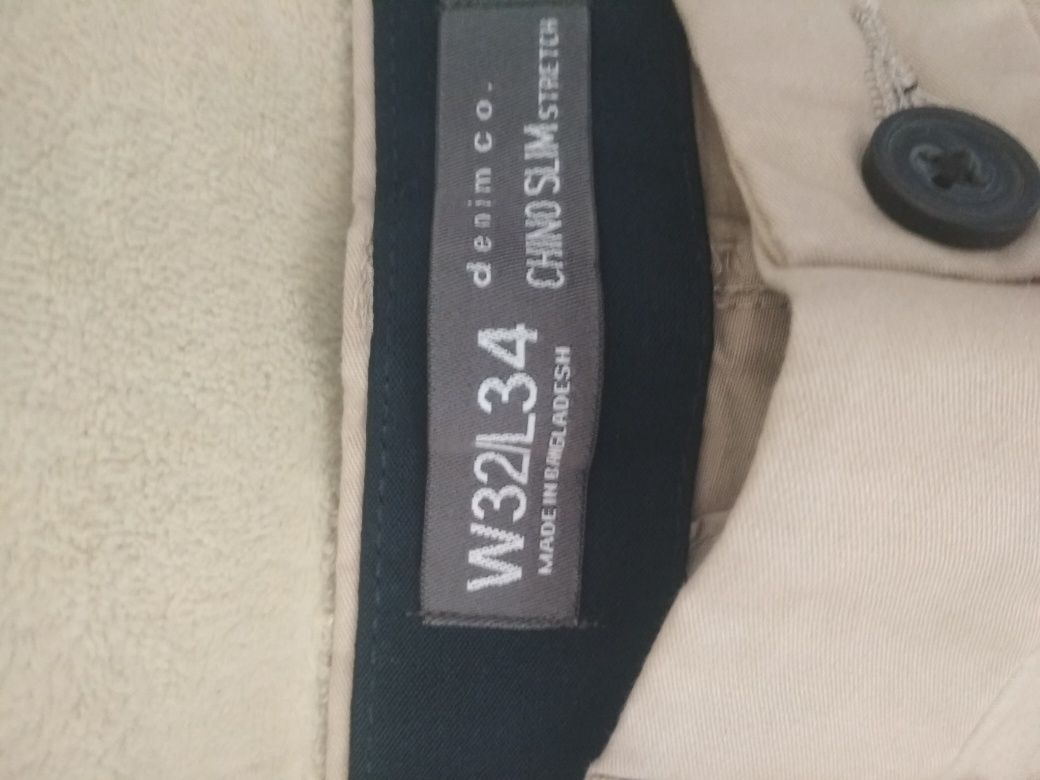 denim co.
CHINO SLIM STRETCH
W32/L34
MADE IN BANGLADESH